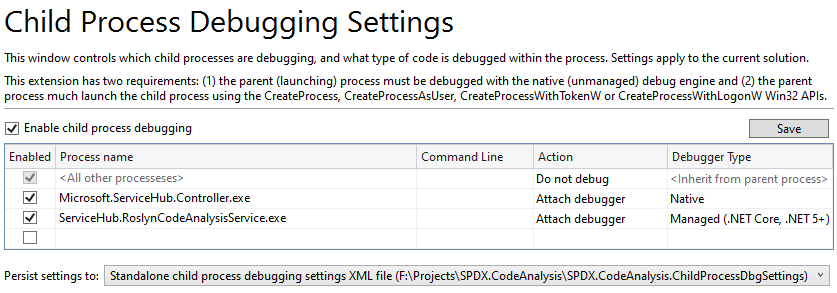 Child Process Debugging Settings
This window controls which child processes are debugging, and what type of code is debugged within the process. Settings apply to the current solution.
This extension has two requirements: (1) the parent (launching) process must be debugged with the native (unmanaged) debug engine and (2) the parent
process much launch the child process using the CreateProcess, CreateProcessAsUser, CreateProcessWithTokenW or CreateProcessWithLogonW Win32 APIs.
Enable child process debugging Save
Enabled Process name Command Line Action Debugger Type
<All other processeses> Do not debug <Inherit from parent process>
Microsoft.ServiceHub.Controller.exe Attach debugger Native
ServiceHub.RoslynCodeAnalysisService.exe Attach debugger Managed (.NET Core, .NET 5+)
Persist settings to: Standalone child process debugging settings XML file (F:\Projects\SPDX.CodeAnalysis\SPDX.CodeAnalysis.ChildProcessDbgSettings)